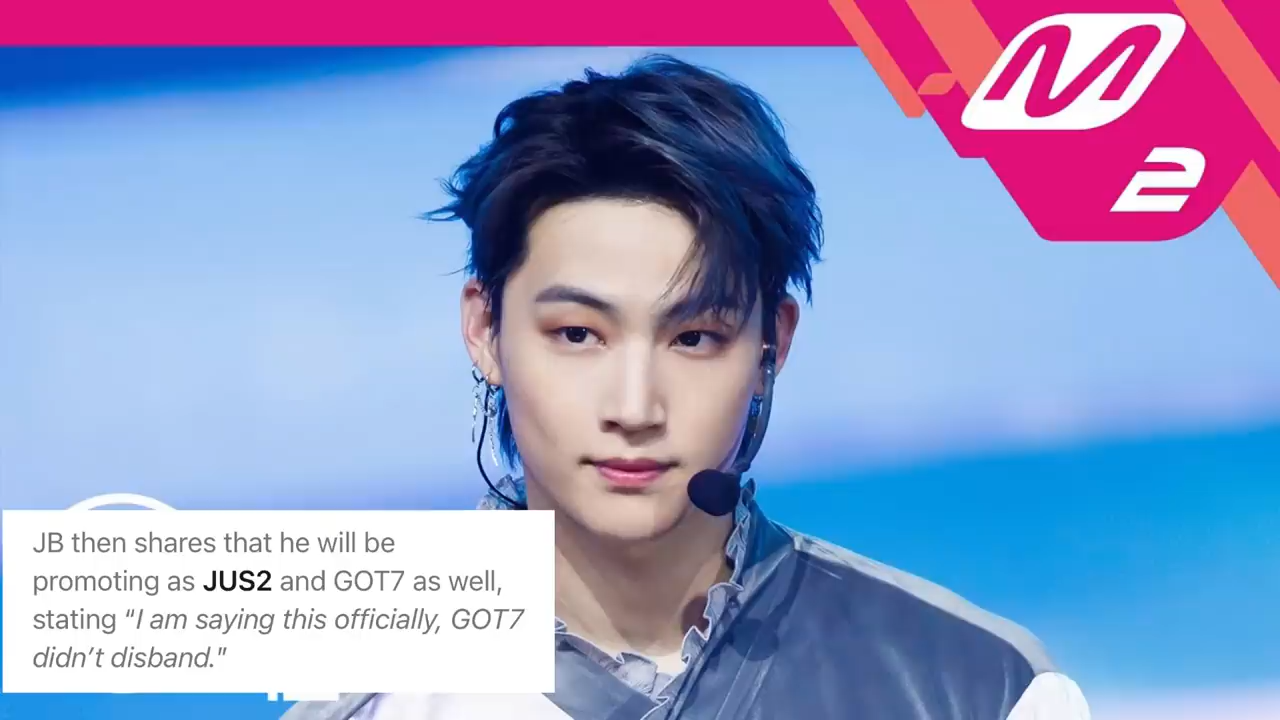 M
2
JB then shares that he will be
promoting as JUS2 and GOT7 as well,
stating “I am saying this officially, GOT7
didn’t disband."